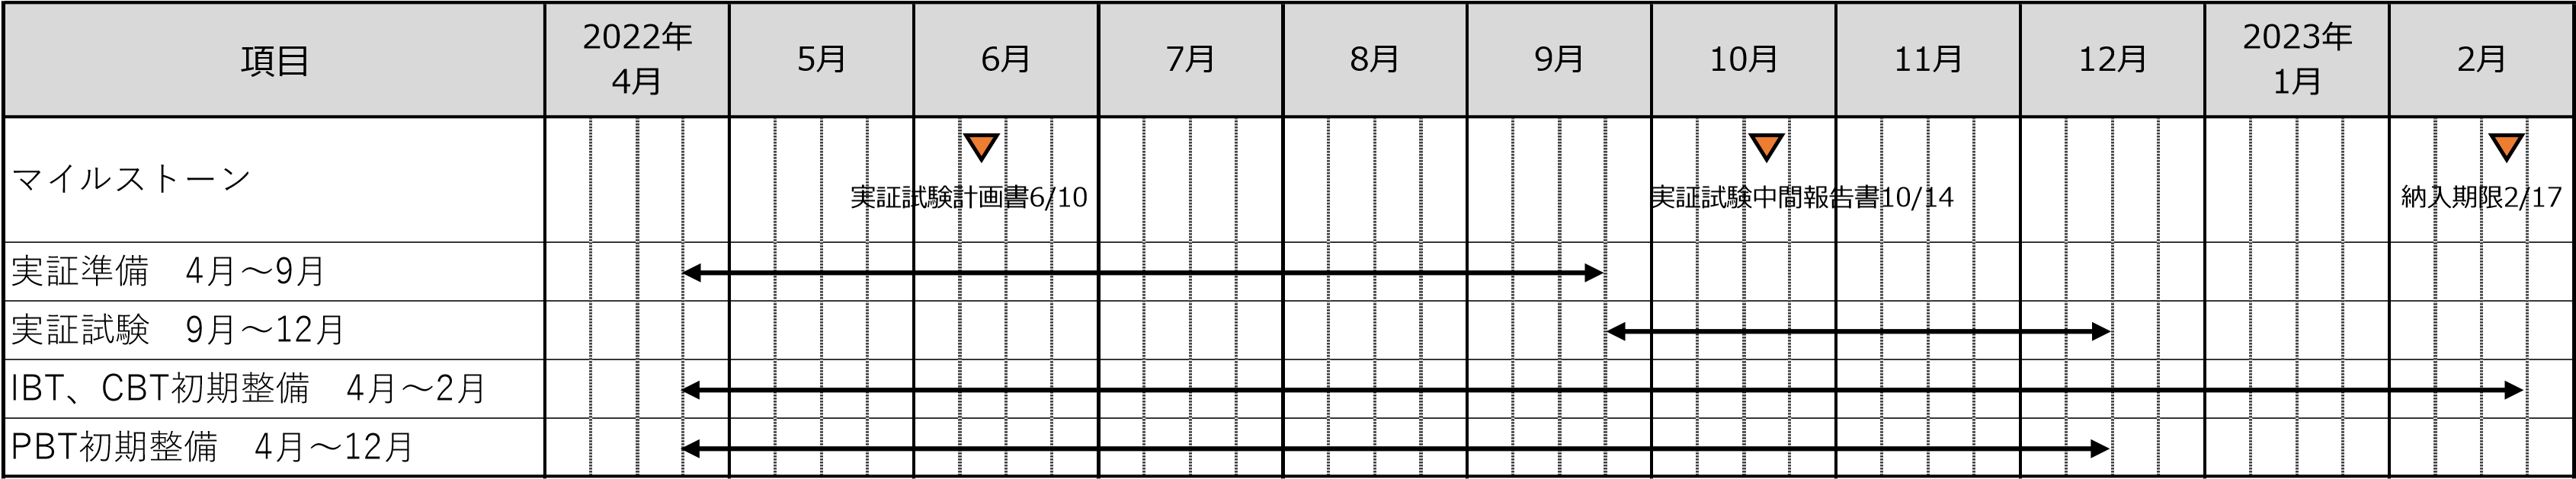 項目
2022年
4月
5月
6月
7月
8月
9月
10月
11月
12月
2023年
1月
2月
マイルストーン
実証試験計画書6/10
実証試験中間報告書10/14
納入期限2/17
実証準備　4月～9月
実証試験　9月～12月
IBT、CBT初期整備　4月～2月
PBT初期整備　4月～12月